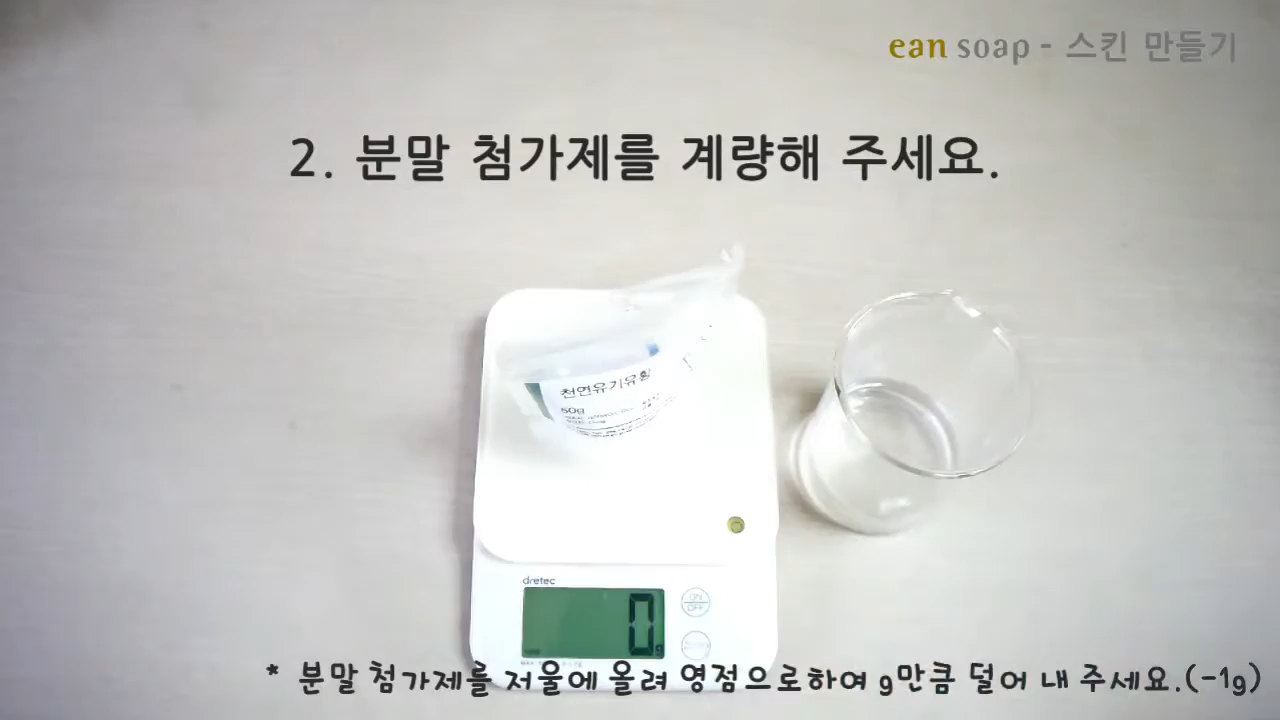 ean soap - 스킨 만들기
2. 분말 첨가제를 계량해 주세요.
천연유기유황
50g
dretec
0g
ON
OFF
* 분말 첨가제를 저울에 올려 영점으로하여 g만큼 덜어 내 주세요.(-1g)